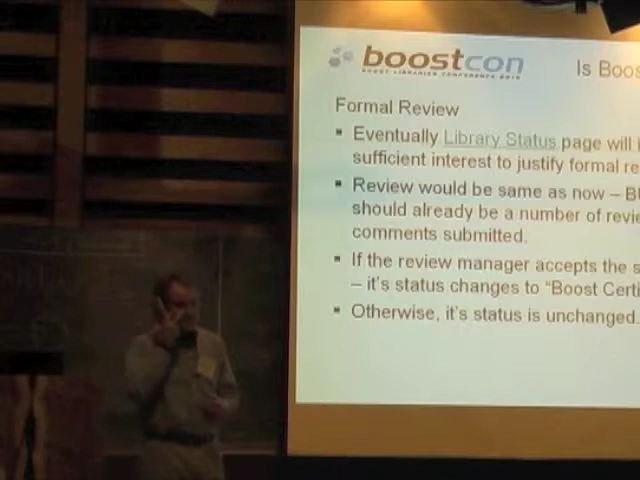 boostcon
BOOST LIBRARIES CONFERENCE 2010
Is Boos
Formal Review
Eventually Library Status page will i
sufficient interest to justify formal re
Review would be same as now – B
should already be a number of revie
comments submitted.
If the review manager accepts the s
– it's status changes to "Boost Certi
Otherwise, it's status is unchanged.